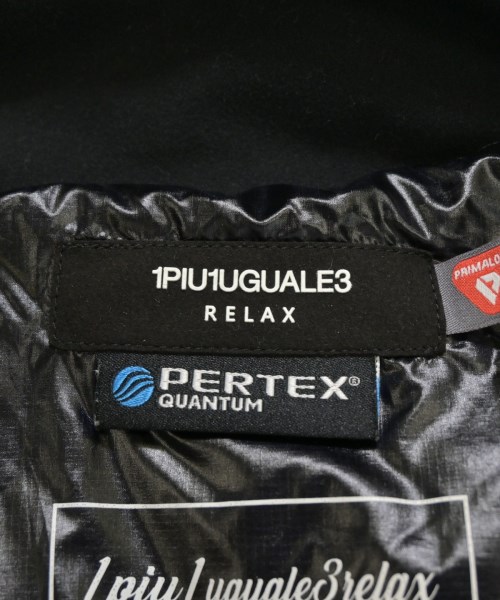 1PIU1UGUALE3
RELAX
PRIMALO
PERTEX®
QUANTUM
1piu1uguale3relax